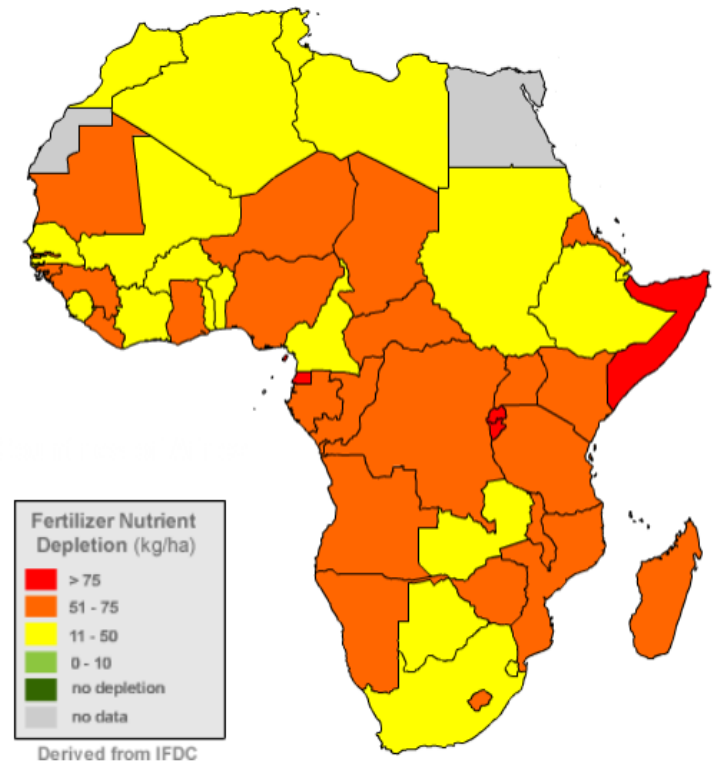 Fertilizer Nutrient
Depletion (kg/ha)
> 75
51 - 75
11 - 50
0 - 10
no depletion
no data
Derived from IFDC